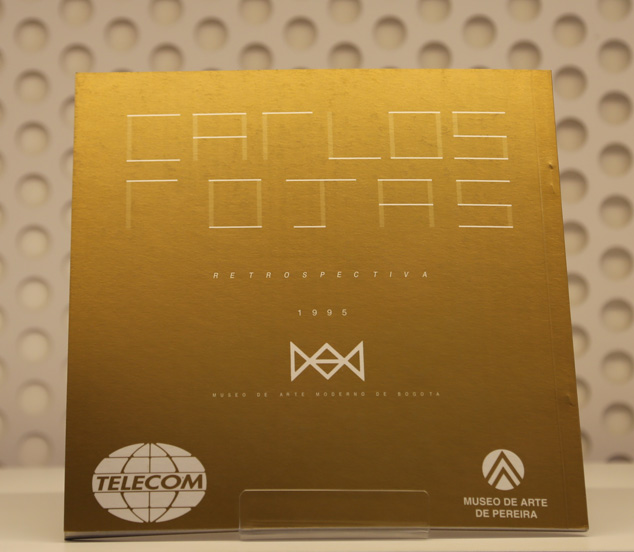 CARLOS
ROJAS
RETROSPECTIVA
1995
MUSEO DE ARTE MODERNO DE BOGOTA
TELECOM
MUSEO DE ARTE
DE PEREIRA